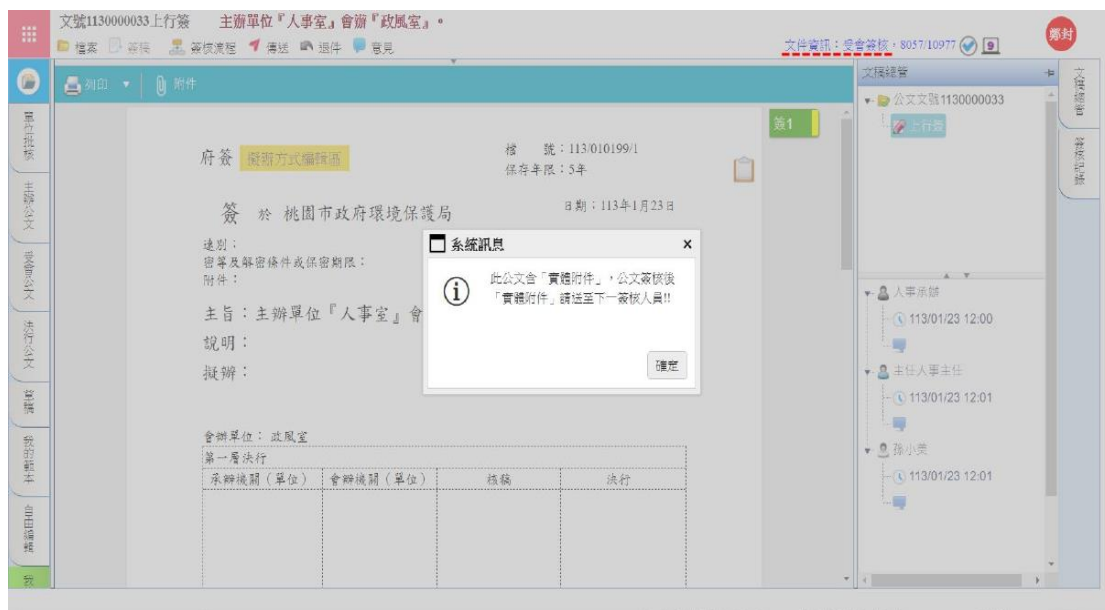 文號1130000033上行簽 主辦單位『人事室』會辦『政風室』。
檔案 簽稿 簽核流程 傳送 退件 意見
文件資訊：受會簽核，8057/10977 9
鄭封
列印 附件
單位批核
主辦公文
受會公文
決行公文
草稿
我的範本
自由編輯
我
府簽 擬辦方式編輯區
檔 號：113/010199/1
保存年限：5年
簽 於 桃園市政府環境保護局
日期：113年1月23日
速別：
密等及解密條件或保密期限：
附件：
主旨：主辦單位『人事室』會
說明：
擬辦：
會辦單位： 政風室
第一層決行
承辦機關（單位） 會辦機關（單位） 核稿 決行
簽1
系統訊息 x
此公文含「實體附件」，公文簽核後
「實體附件」請送至下一簽核人員!!
確定
文稿總管
公文文號1130000033
上行簽
人事承辦
113/01/23 12:00
主任人事主任
113/01/23 12:01
孫小美
113/01/23 12:01
文稿總管
簽核記錄